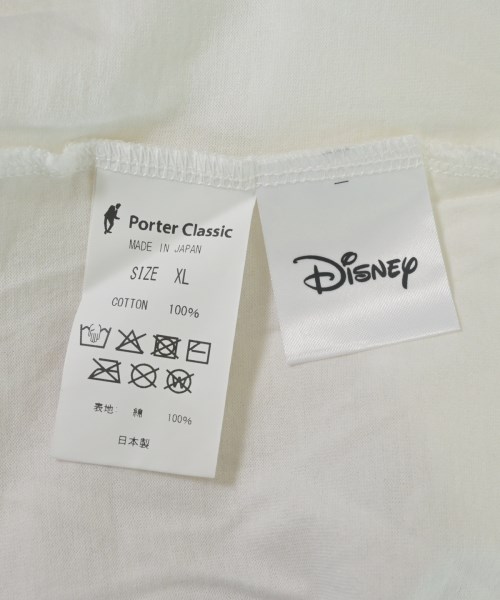 Porter Classic
MADE IN JAPAN
SIZE XL
COTTON 100%
表地: 綿 100%
日本製
Disney